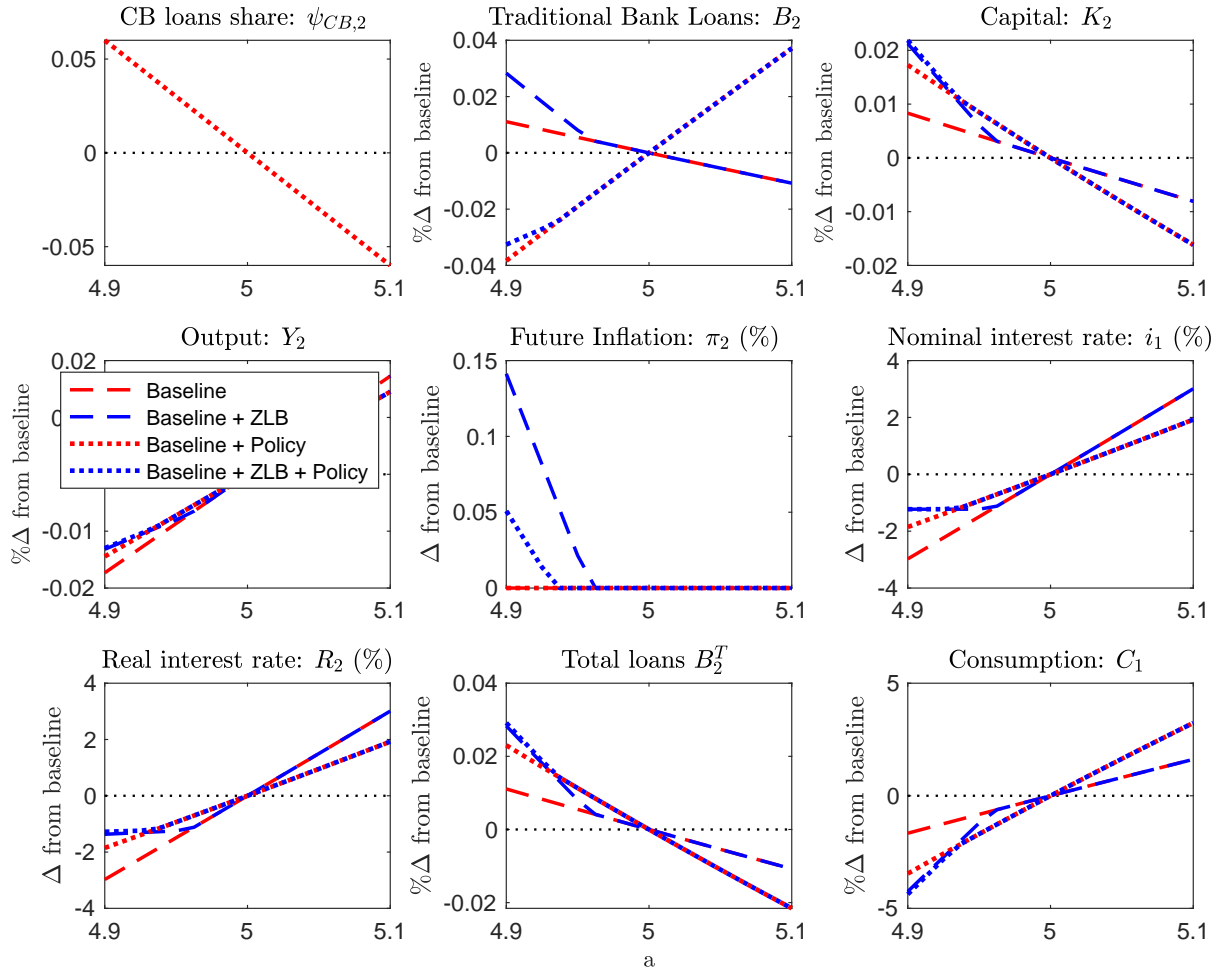 CB loans share: ψ_{CB,2}
Traditional Bank Loans: B_2
Capital: K_2
0.05
0
-0.05
4.9 5 5.1
%Δ from baseline
0.04
0.02
0
-0.02
-0.04
4.9 5 5.1
%Δ from baseline
0.02
0.01
0
-0.01
-0.02
4.9 5 5.1
Output: Y_2
Future Inflation: π_2 (%)
Nominal interest rate: i_1 (%)
%Δ from baseline
0.02
0
-0.01
-0.02
4.9 5 5.1
Baseline
Baseline + ZLB
Baseline + Policy
Baseline + ZLB + Policy
Δ from baseline
0.15
0.1
0.05
0
4.9 5 5.1
Δ from baseline
4
2
0
-2
-4
4.9 5 5.1
Real interest rate: R_2 (%)
Total loans B_2^T
Consumption: C_1
Δ from baseline
4
2
0
-2
-4
4.9 5 5.1
%Δ from baseline
0.04
0.02
0
-0.02
4.9 5 5.1
a
%Δ from baseline
5
0
-5
4.9 5 5.1